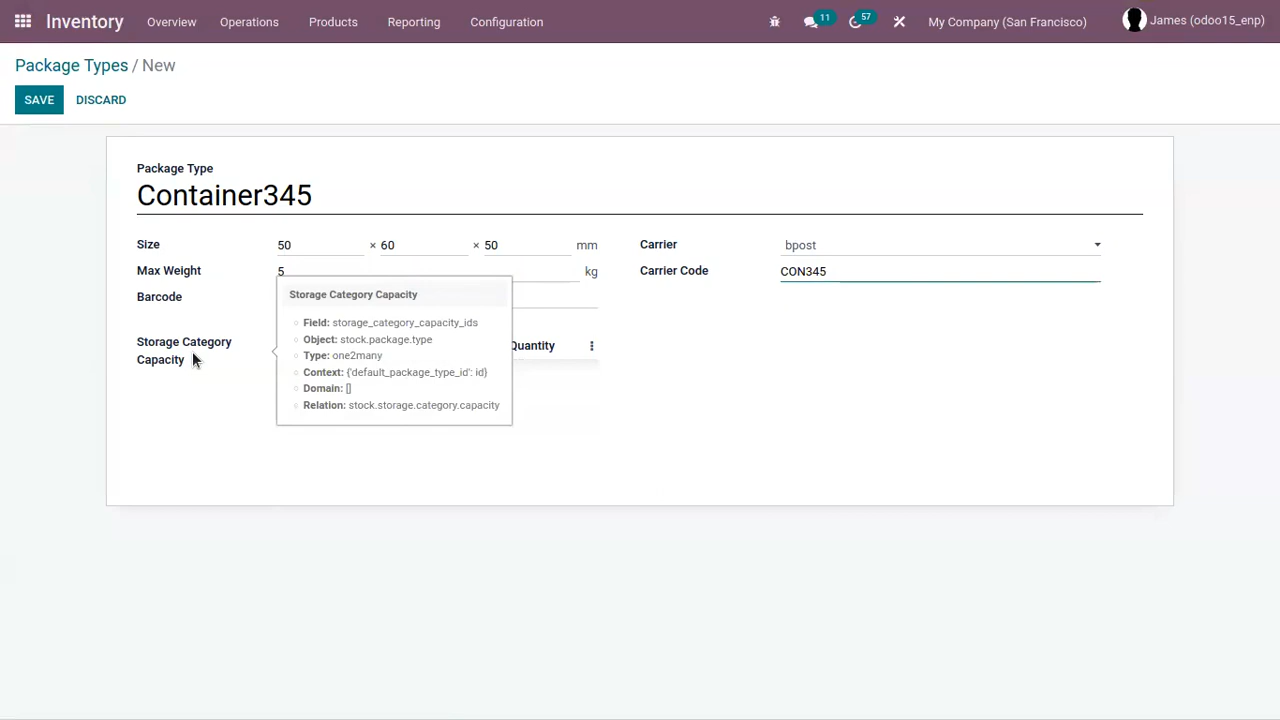 Inventory Overview Operations Products Reporting Configuration 11 57 My Company (San Francisco) James (odoo15_enp)
Package Types / New
SAVE DISCARD
Package Type
Container345
Size 50 × 60 × 50 mm Carrier bpost
Max Weight 5 kg Carrier Code CON345
Barcode
Storage Category Capacity
Field: storage_category_capacity_ids
Object: stock.package.type
Type: one2many
Context: {'default_package_type_id': id}
Domain: []
Relation: stock.storage.category.capacity
Storage Category Quantity
Capacity